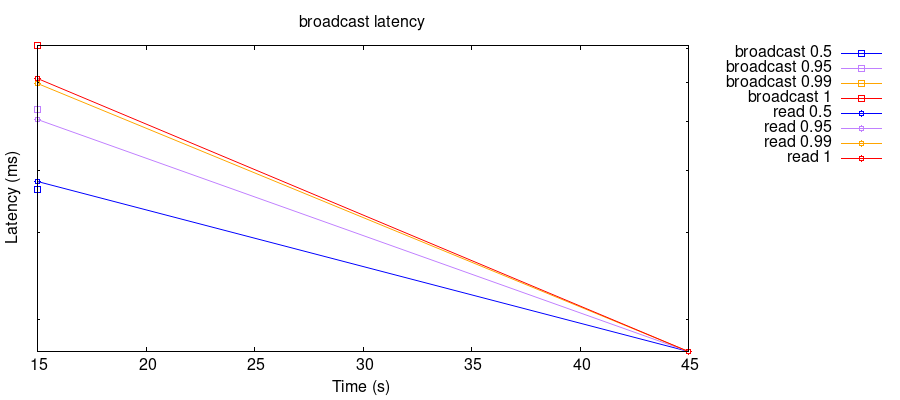 broadcast latency
broadcast 0.5
broadcast 0.95
broadcast 0.99
broadcast 1
read 0.5
read 0.95
read 0.99
read 1
Latency (ms)
15 20 25 30 35 40 45
Time (s)